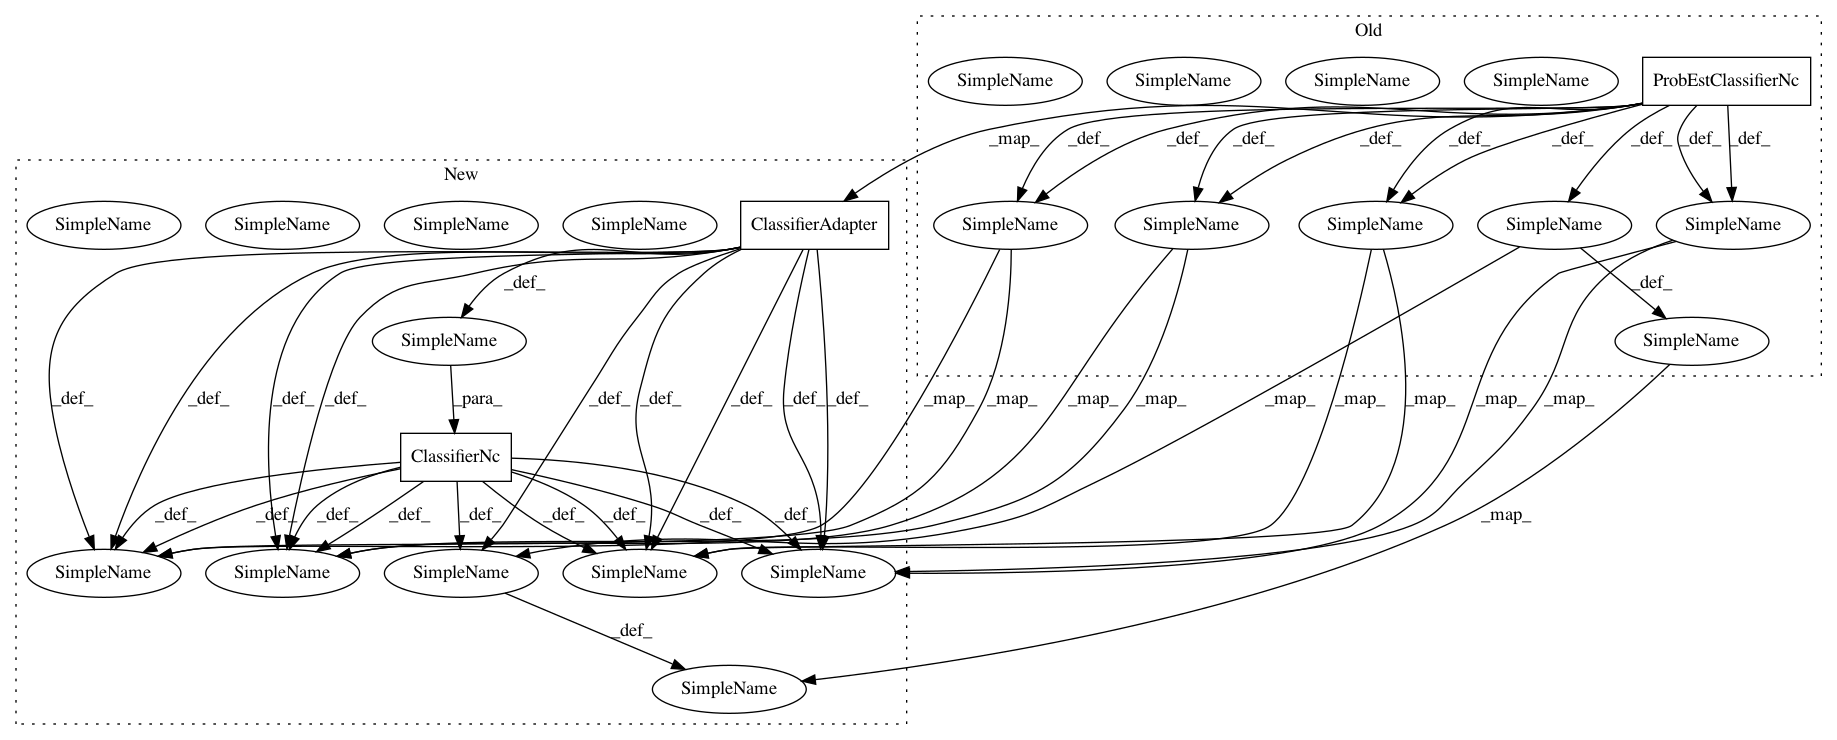 Old
SimpleName SimpleName SimpleName SimpleName ProbEstClassifierNc
_map_ _def_ _def_ _def_ _def_ _def_ _def_ _def_ _def_ _def_
New
SimpleName SimpleName SimpleName SimpleName ClassifierAdapter SimpleName SimpleName SimpleName SimpleName SimpleName
_def_ _def_
SimpleName SimpleName
_def_ _def_ _def_ _def_ _para_ _def_ _def_ _def_ _def_ _def_ _map_ _map_ _map_ _map_ _map_ _map_ _map_ _map_ _map_
ClassifierNc
_def_ _def_ _def_ _def_ _def_ _def_ _def_ _def_ _def_ _map_
SimpleName SimpleName SimpleName SimpleName SimpleName
_def_
SimpleName